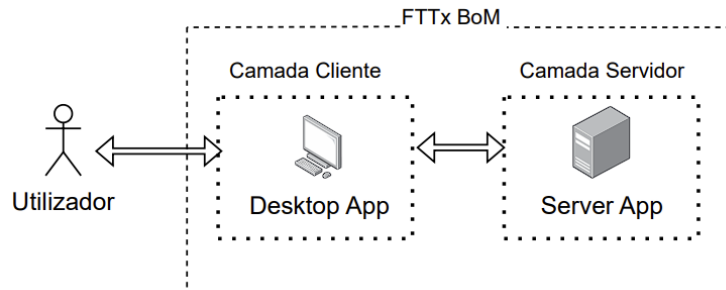 FTTx BoM
Camada Cliente
Camada Servidor
Utilizador
Desktop App
Server App